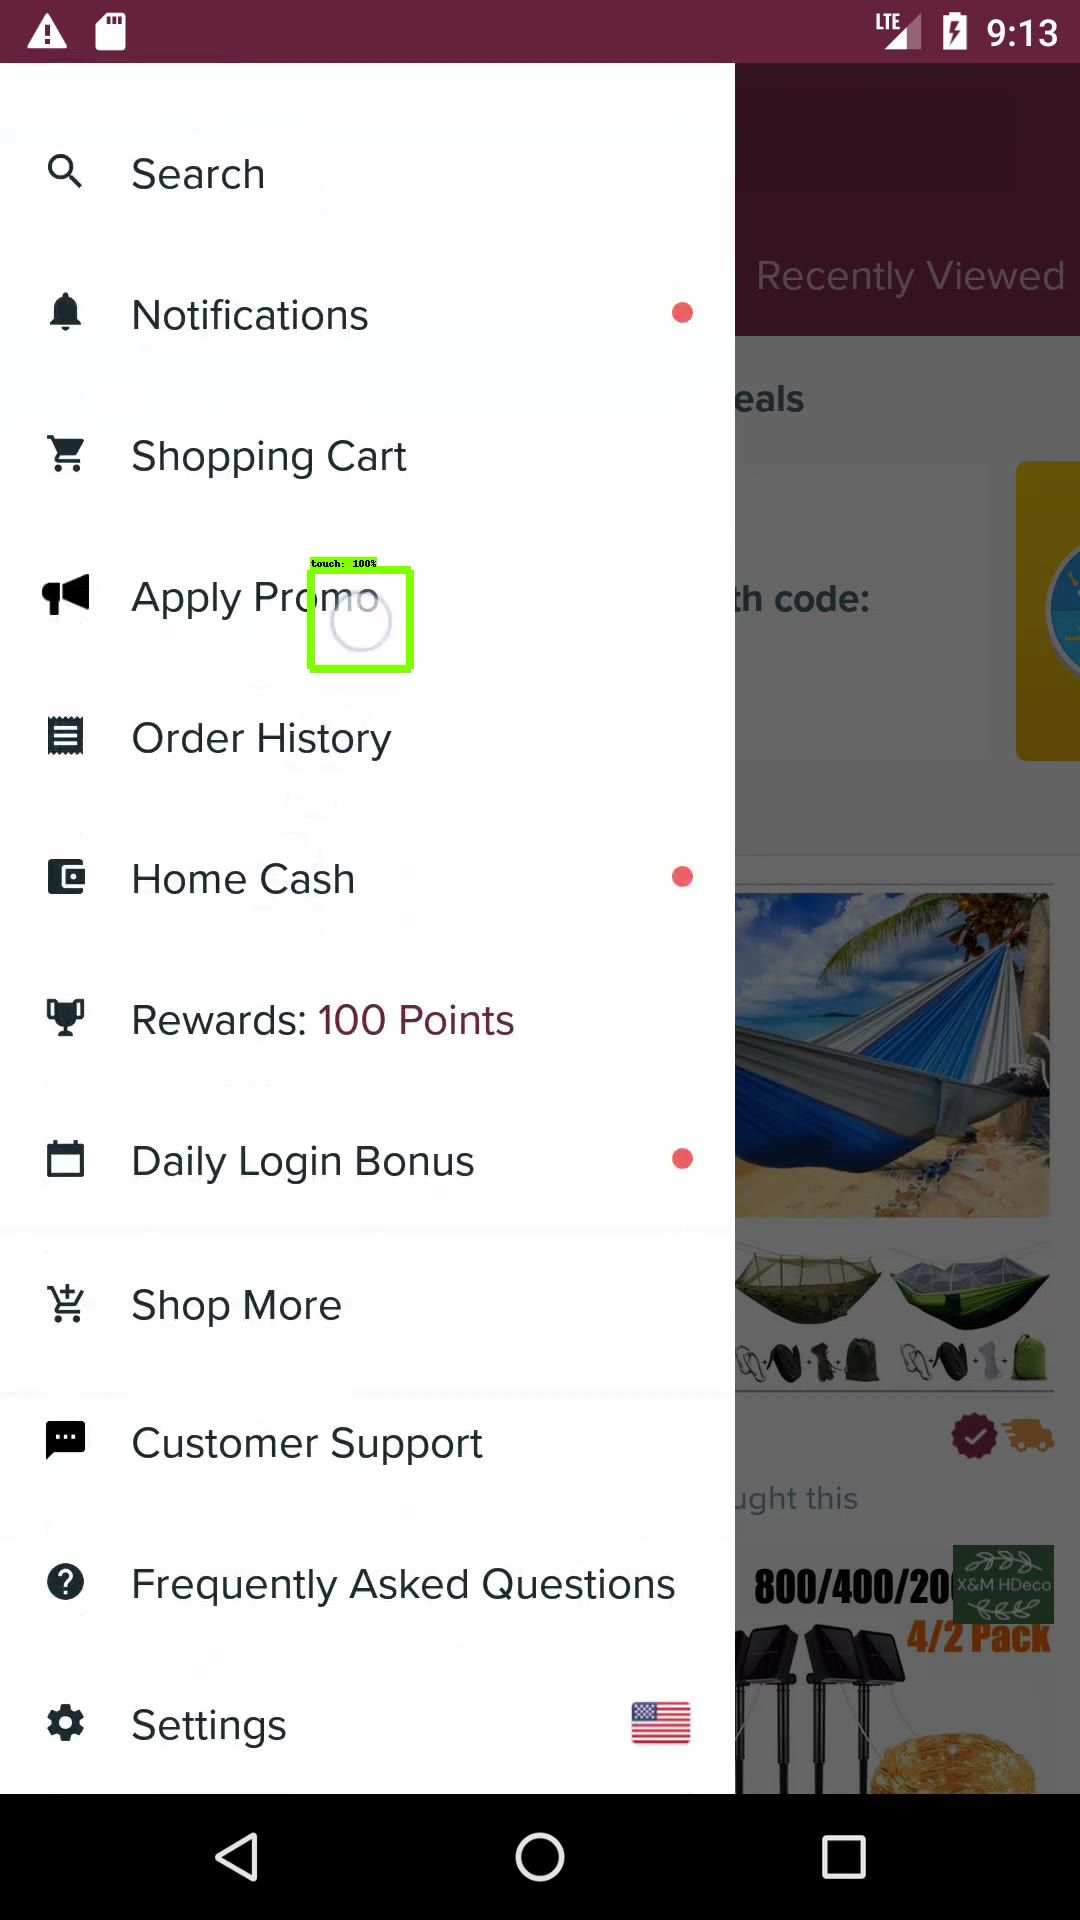 LTE 9:13
Search
Recently Viewed
Notifications
eals
Shopping Cart
touch: 100%
Apply Promo
th code:
Order History
Home Cash
Rewards: 100 Points
Daily Login Bonus
Shop More
Customer Support
ught this
Frequently Asked Questions
800/400/20
X&M HDeco
4/2 Pack
Settings